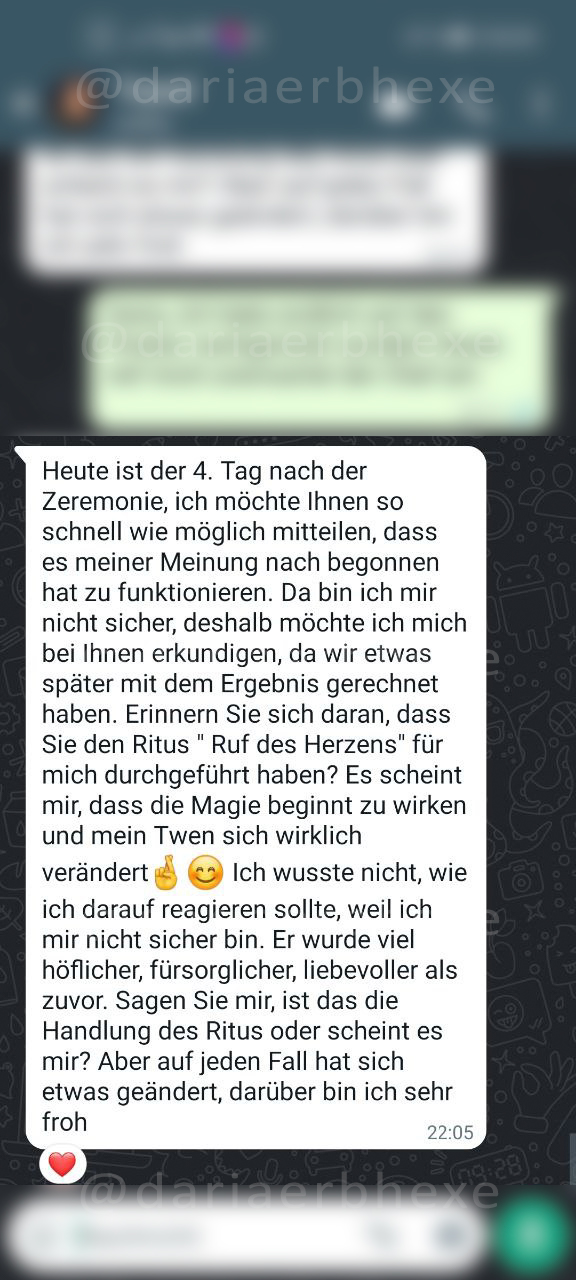 @dariaerbhexe
@dariaerbhexe
Heute ist der 4. Tag nach der
Zeremonie, ich möchte Ihnen so
schnell wie möglich mitteilen, dass
es meiner Meinung nach begonnen
hat zu funktionieren. Da bin ich mir
nicht sicher, deshalb möchte ich mich
bei Ihnen erkundigen, da wir etwas
später mit dem Ergebnis gerechnet
haben. Erinnern Sie sich daran, dass
Sie den Ritus " Ruf des Herzens" für
mich durchgeführt haben? Es scheint
mir, dass die Magie beginnt zu wirken
und mein Twen sich wirklich
verändert🤞😊 Ich wusste nicht, wie
ich darauf reagieren sollte, weil ich
mir nicht sicher bin. Er wurde viel
höflicher, fürsorglicher, liebevoller als
zuvor. Sagen Sie mir, ist das die
Handlung des Ritus oder scheint es
mir? Aber auf jeden Fall hat sich
etwas geändert, darüber bin ich sehr
froh
22:05
@dariaerbhexe